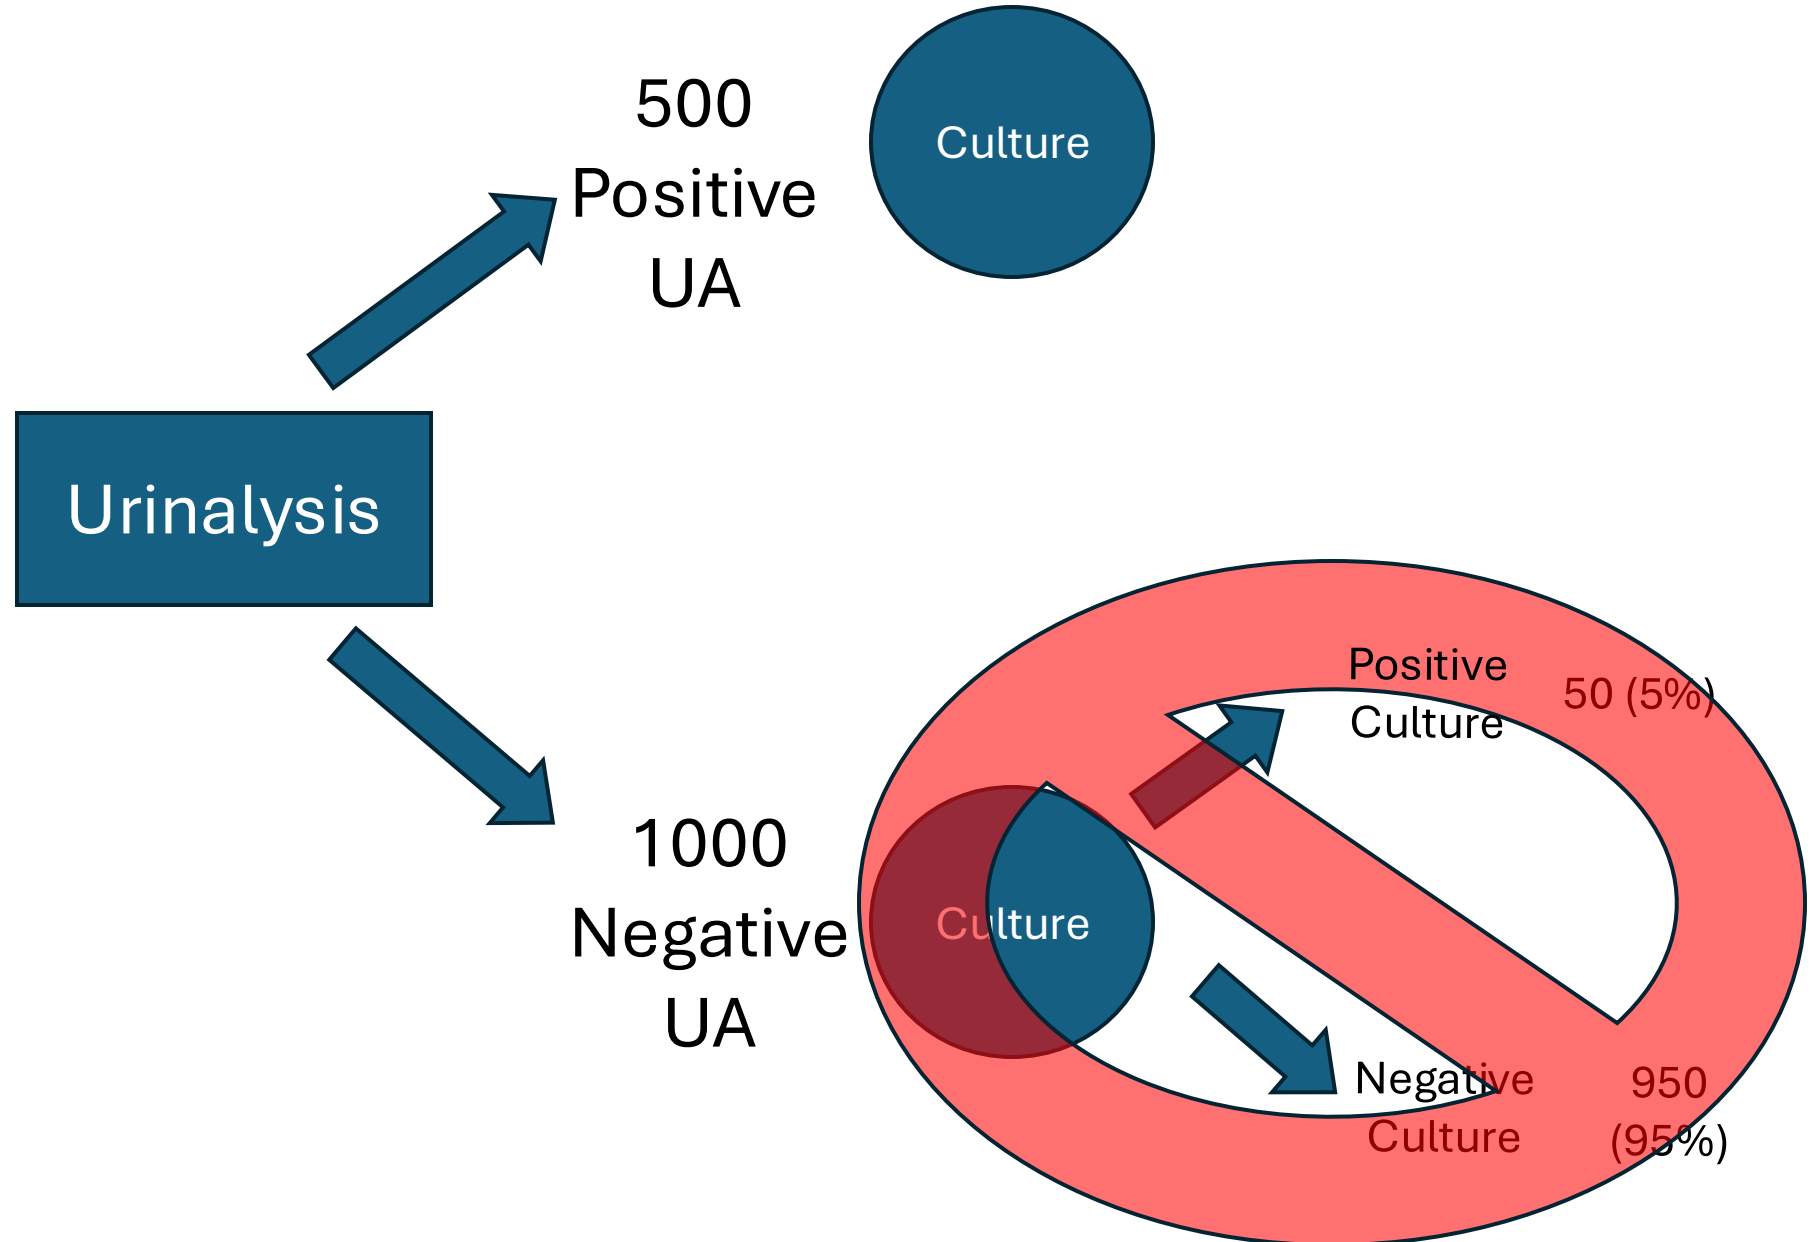 500
Positive
UA
Culture
Urinalysis
1000
Negative
UA
Culture
Positive
Culture
50 (5%)
Negative
Culture
950
(95%)